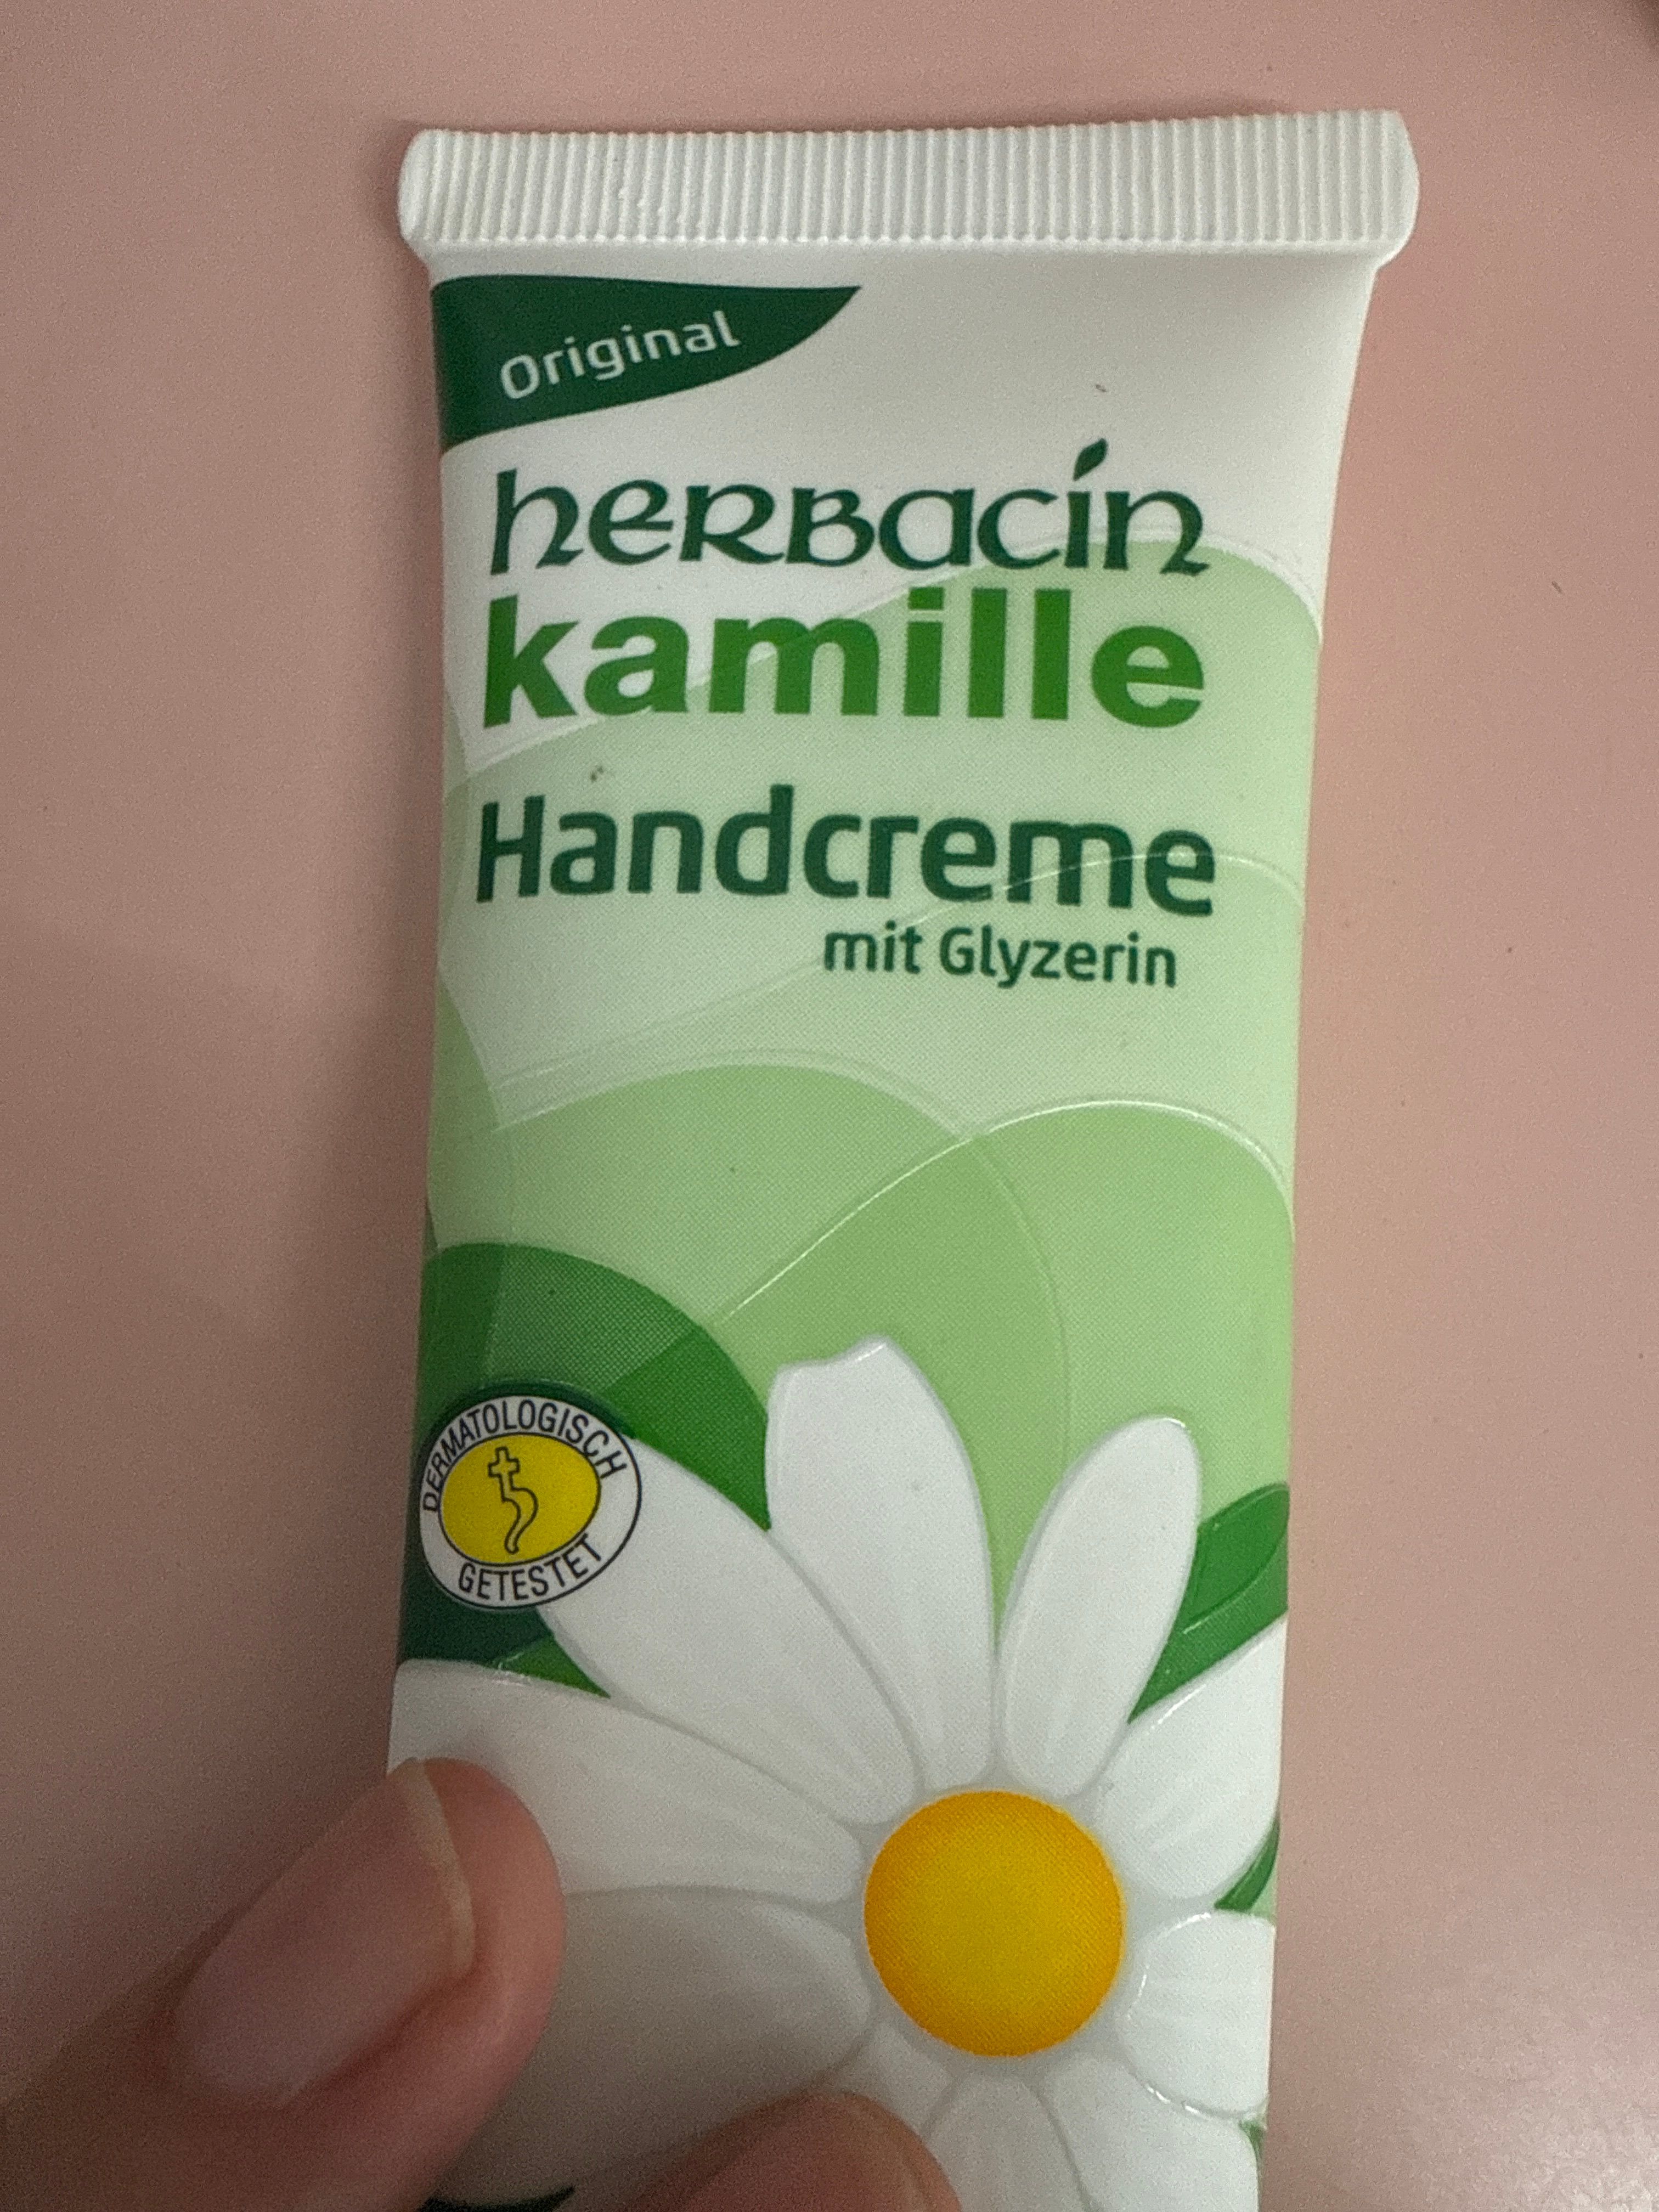 Original
herbacin
kamille
Handcreme
mit Glyzerin
DERMATOLOGISCH
GETESTET